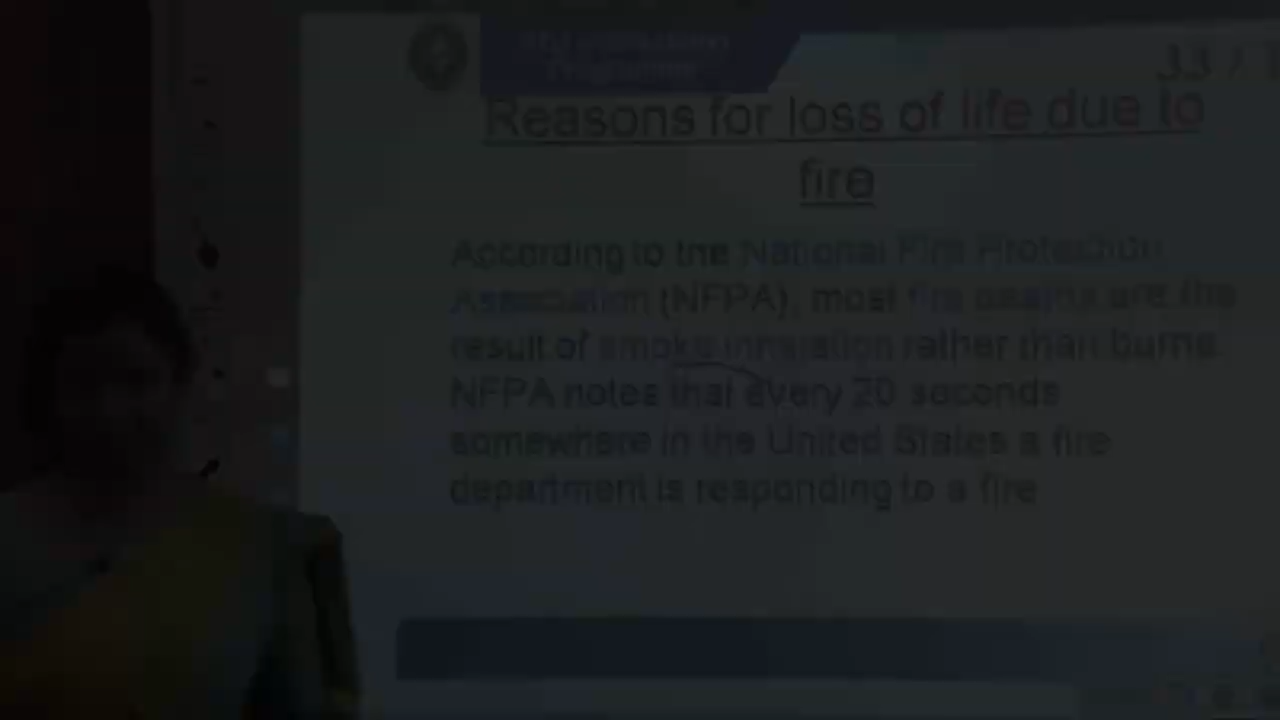 33 /
Reasons for loss of life due to
fire
According to the National Fire Protection
Association (NFPA), most fire deaths are the
result of smoke inhalation rather than burns.
NFPA notes that every 20 seconds
somewhere in the United States a fire
department is responding to a fire